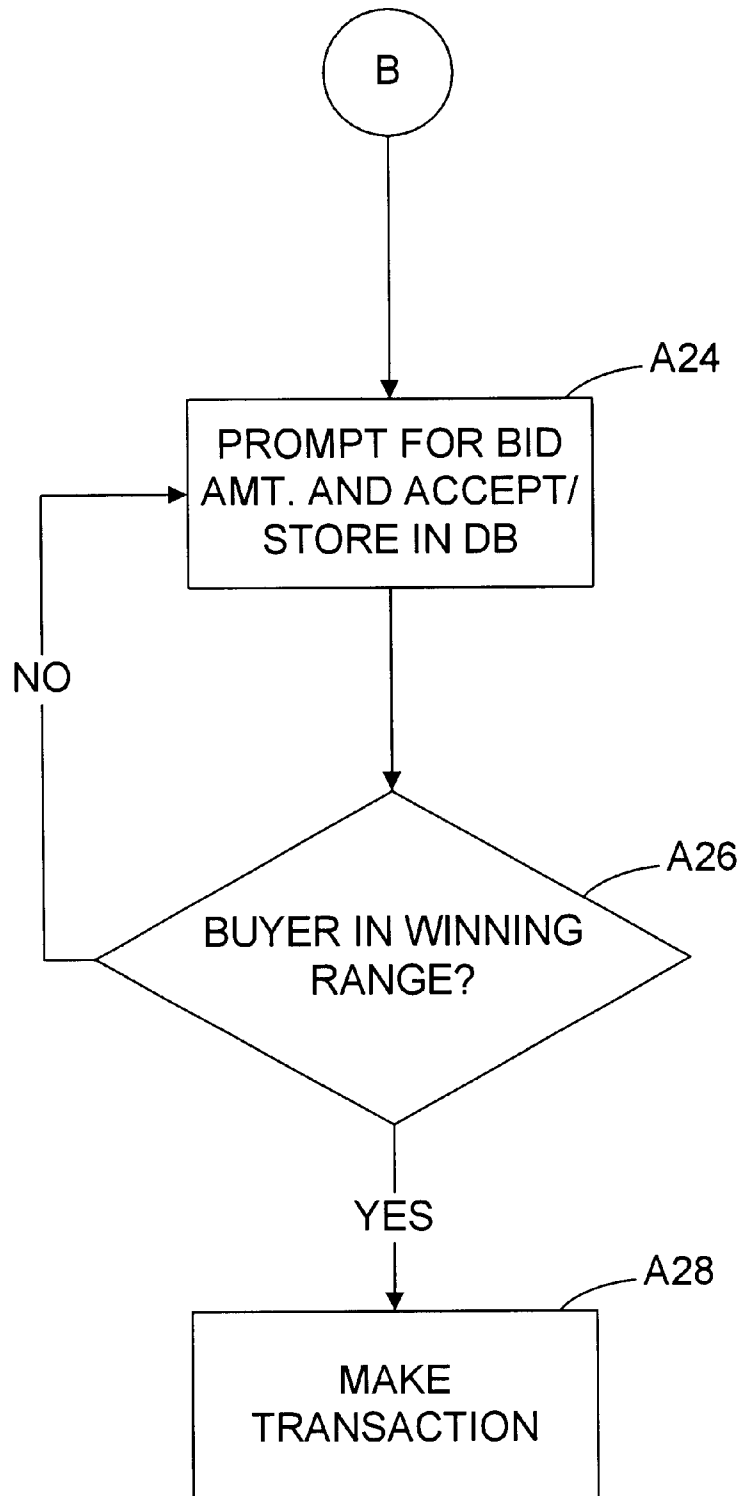 B
A24
PROMPT FOR BID
AMT. AND ACCEPT/
STORE IN DB
NO
A26
BUYER IN WINNING
RANGE?
YES
A28
MAKE
TRANSACTION